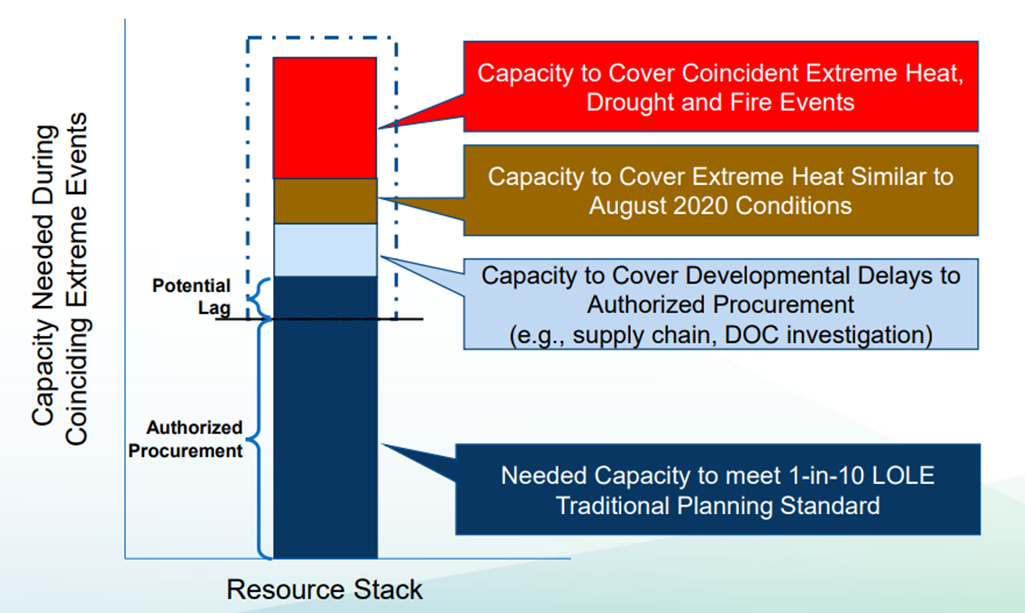 Capacity Needed During
Coinciding Extreme Events
Capacity to Cover Coincident Extreme Heat,
Drought and Fire Events
Capacity to Cover Extreme Heat Similar to
August 2020 Conditions
Capacity to Cover Developmental Delays to
Authorized Procurement
(e.g., supply chain, DOC investigation)
Potential
Lag
Authorized
Procurement
Needed Capacity to meet 1-in-10 LOLE
Traditional Planning Standard
Resource Stack